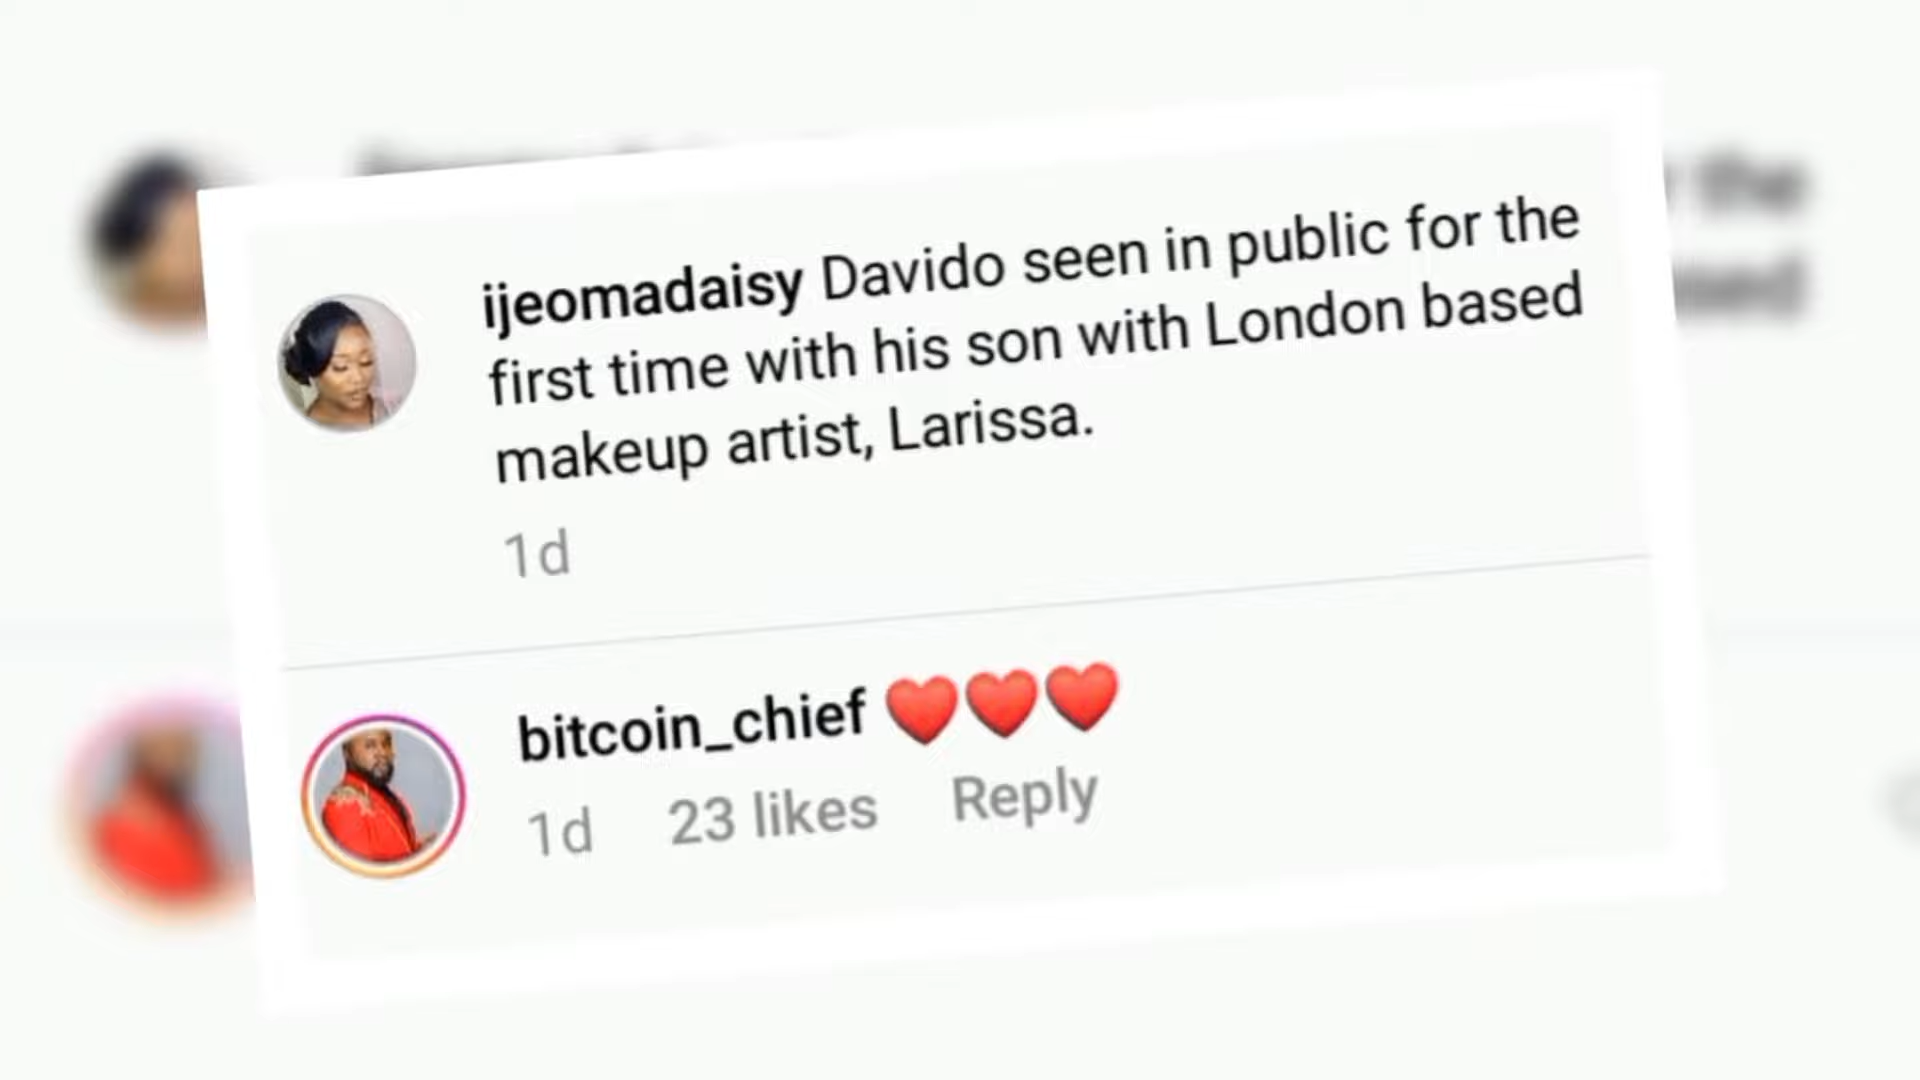 ijeomadaisy Davido seen in public for the
first time with his son with London based
makeup artist, Larissa.
1d
bitcoin_chief ❤️❤️❤️
1d 23 likes Reply
the